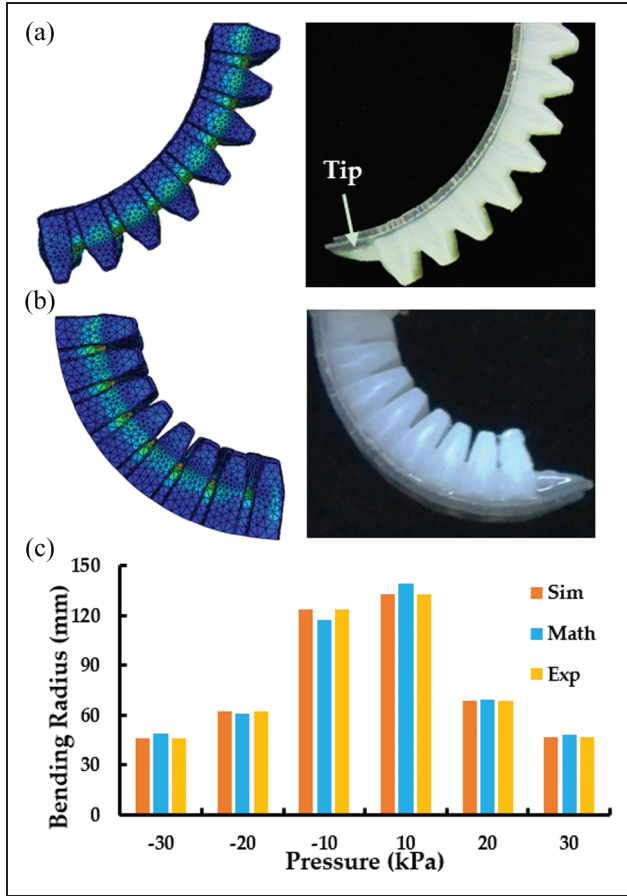 (a)
Tip
(b)
(c)
150
120
90
60
30
0
Bending Radius (mm)
Sim
Math
Exp
-30 -20 -10 10 20 30
Pressure (kPa)